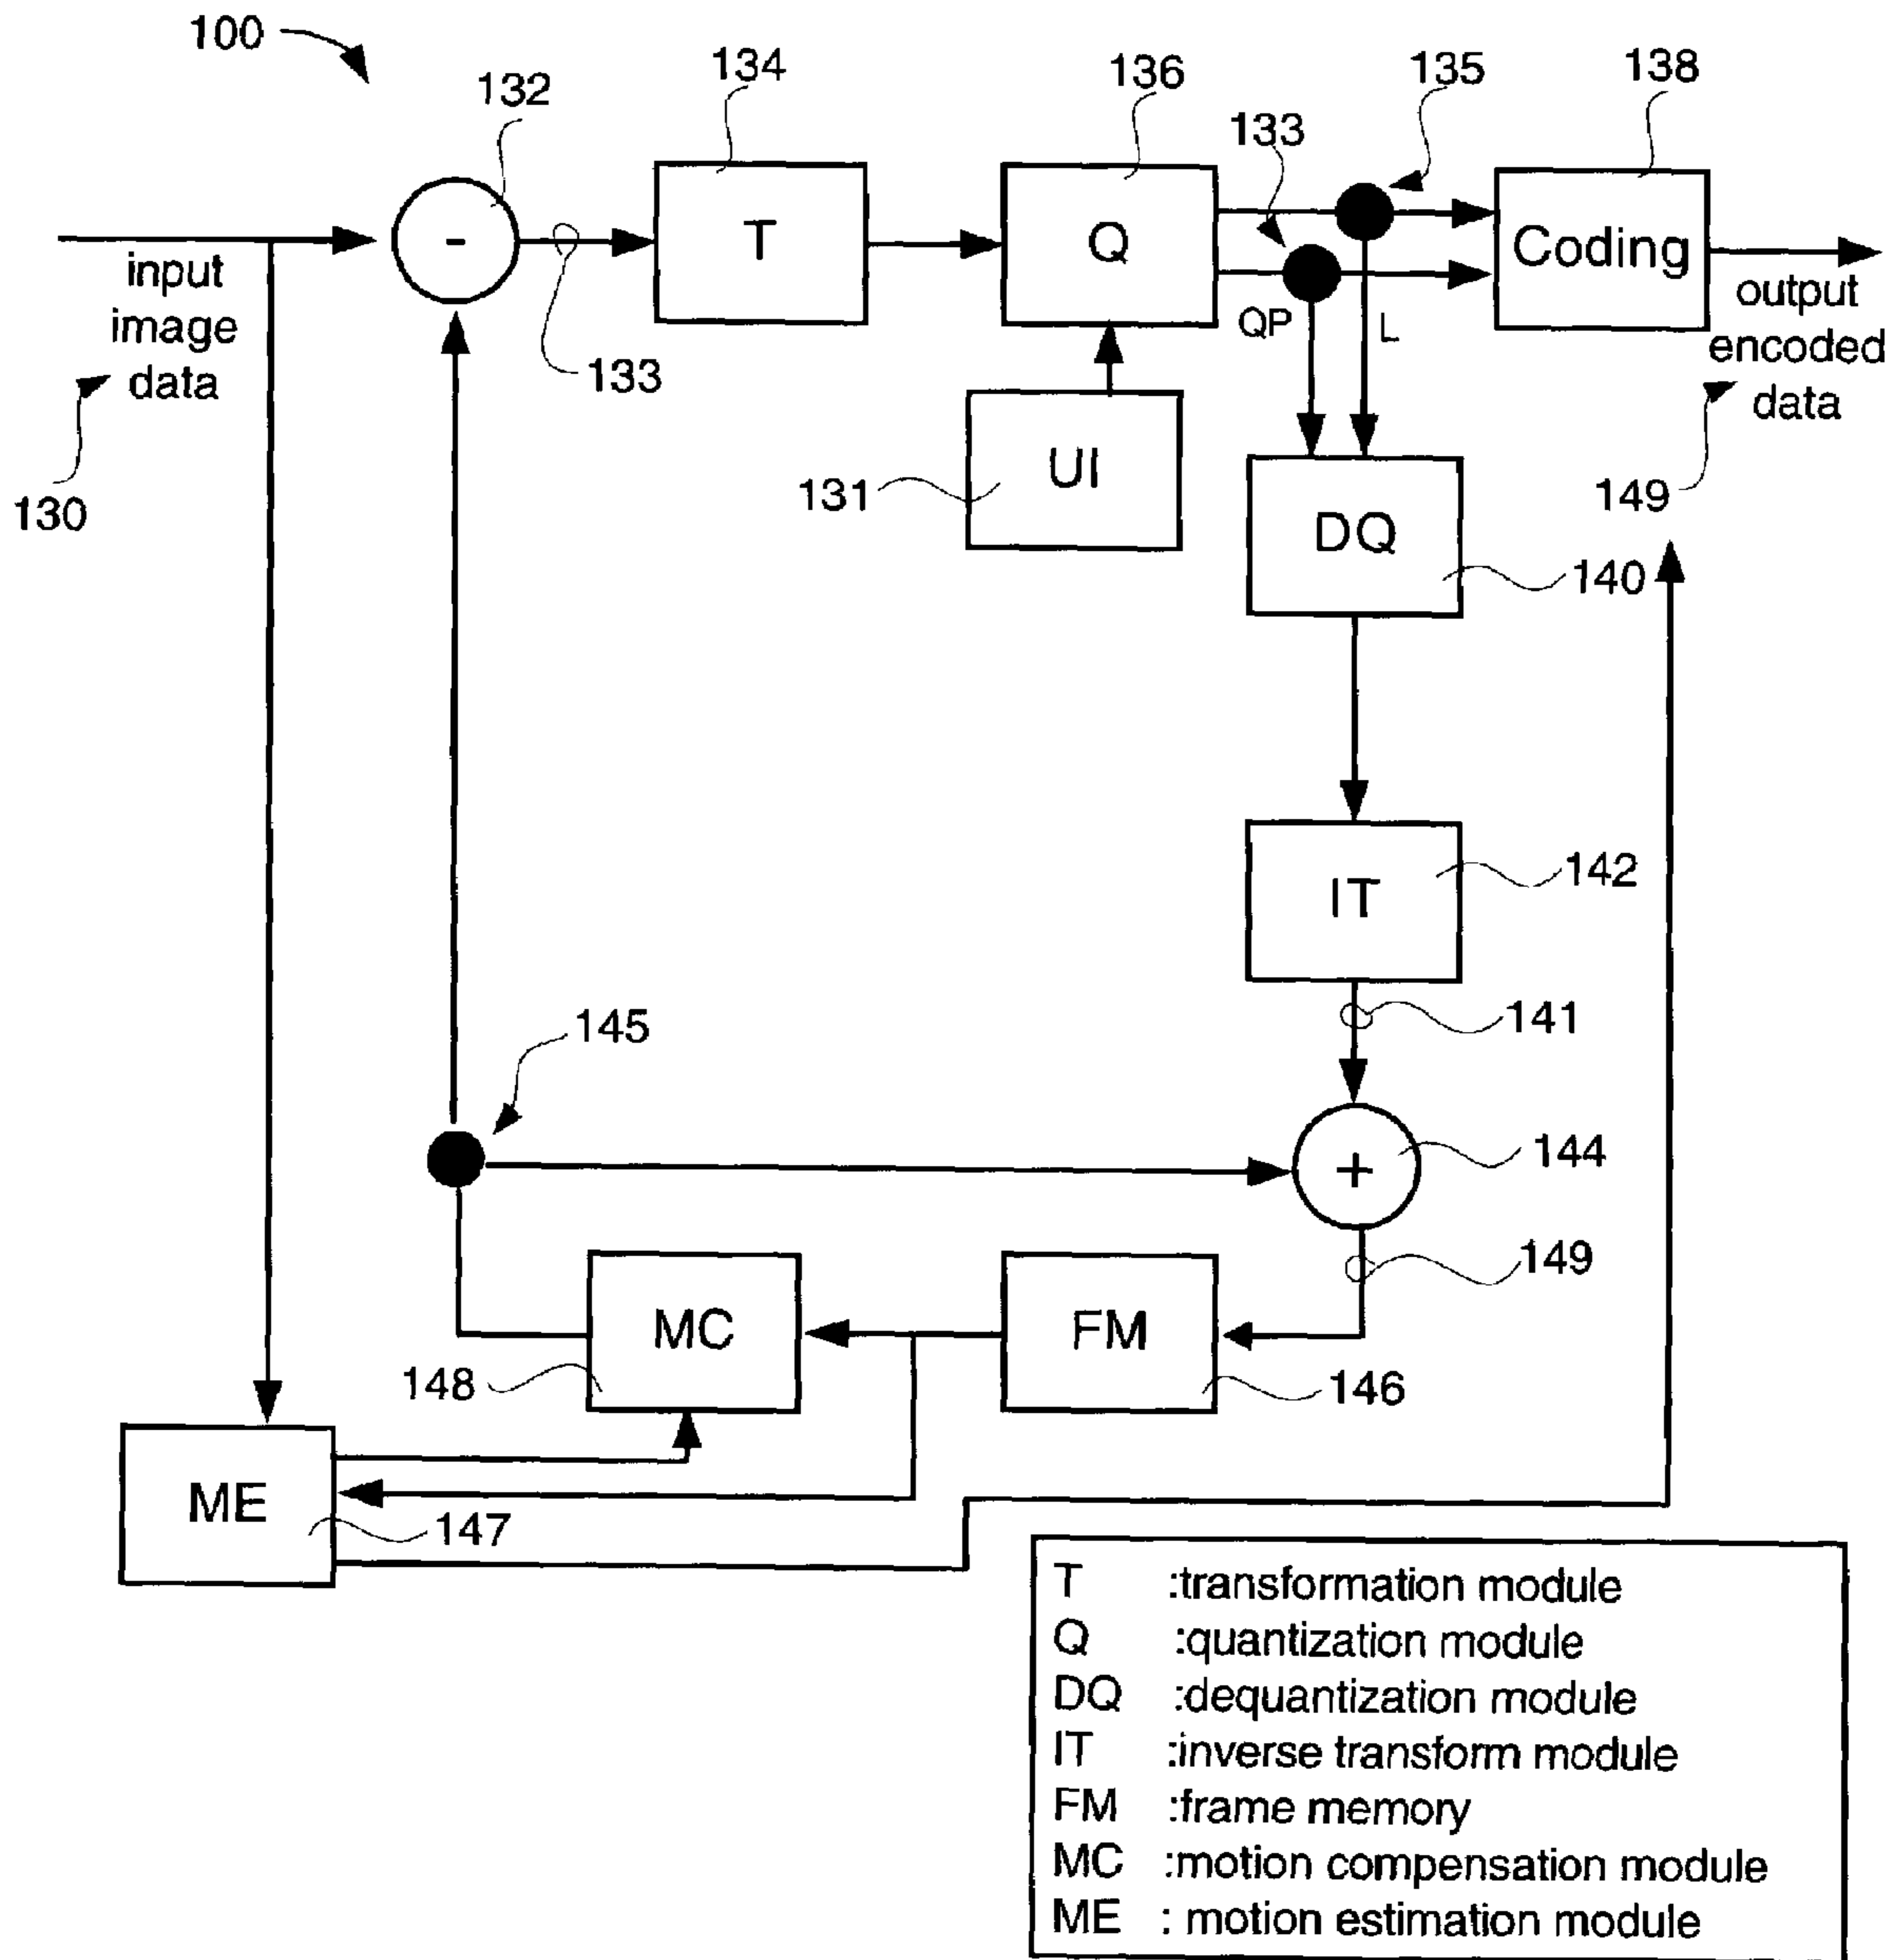 100
132
134
136
133
135
138
-
T
Q
Coding
input
image
data
130
133
QP
L
output
encoded
data
149
131
UI
DQ
140
IT
142
141
145
+
144
149
MC
148
FM
146
ME
147
T :transformation module
Q :quantization module
DQ :dequantization module
IT :inverse transform module
FM :frame memory
MC :motion compensation module
ME : motion estimation module